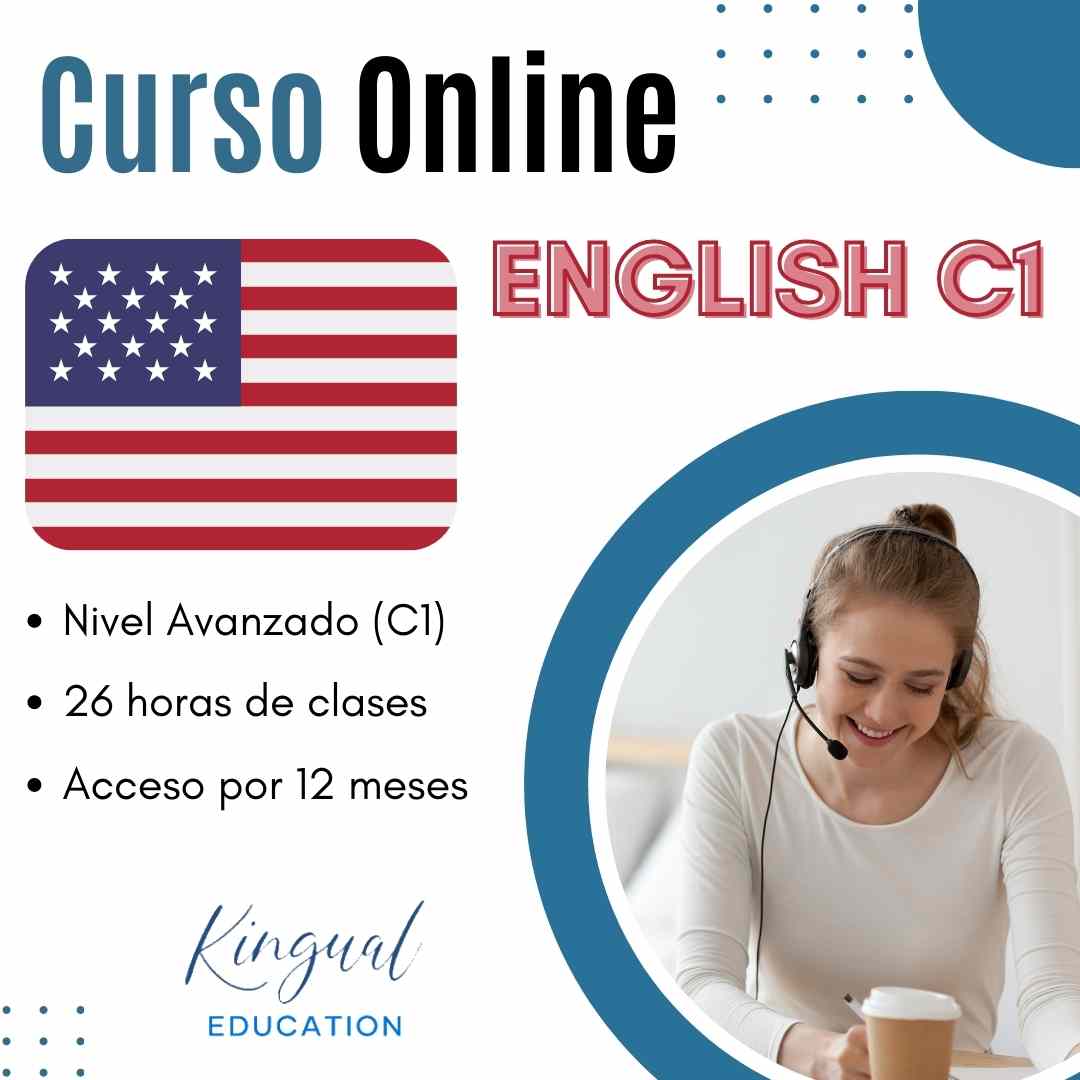 Curso Online
ENGLISH C1
• Nivel Avanzado (C1)
• 26 horas de clases
• Acceso por 12 meses
Kingual
EDUCATION